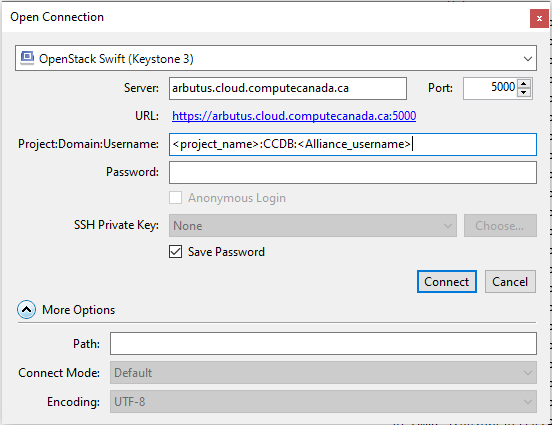 Open Connection
x
OpenStack Swift (Keystone 3)
Server: arbutus.cloud.computecanada.ca Port: 5000
URL: https://arbutus.cloud.computecanada.ca:5000
Project:Domain:Username: <project_name>:CCDB:<Alliance_username>
Password:
Anonymous Login
SSH Private Key: None Choose...
Save Password
Connect Cancel
More Options
Path:
Connect Mode: Default
Encoding: UTF-8